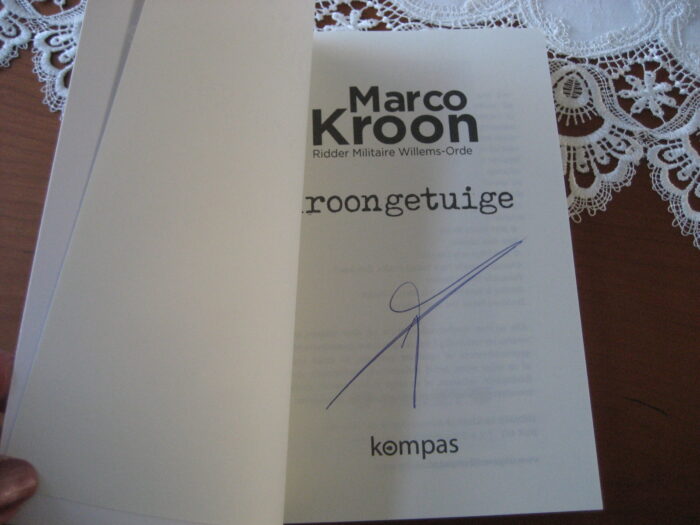 Marco
Kroon
Ridder Militaire Willems-Orde
roongetuige
kompas